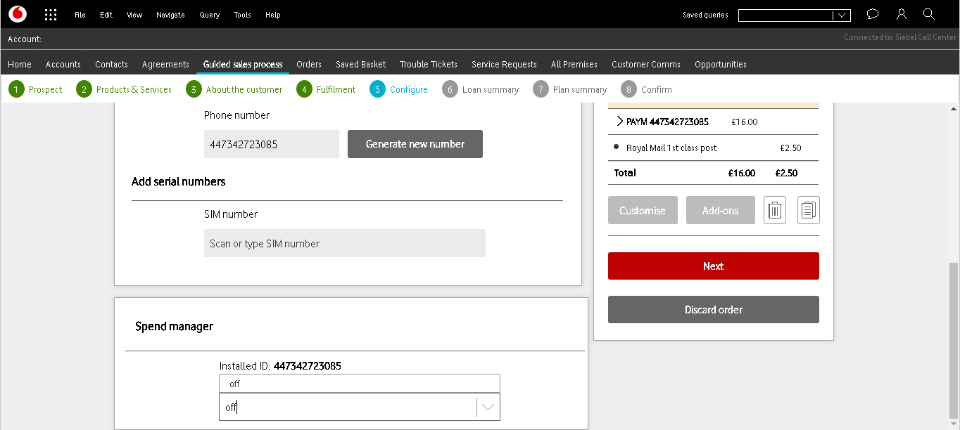 File Edit View Navigate Query Tools Help Saved queries
Account: Connected to: Siebel Call Center
Home Accounts Contacts Agreements Guided sales process Orders Saved Basket Trouble Tickets Service Requests All Premises Customer Comms Opportunities
1 Prospect 2 Products & Services 3 About the customer 4 Fulfilment 5 Configure 6 Loan summary 7 Plan summary 8 Confirm
Phone number
447342723085 Generate new number
Add serial numbers
SIM number
Scan or type SIM number
Spend manager
Installed ID: 447342723085
off
off
PAYM 447342723085 £16.00
Royal Mail 1st class post £2.50
Total £16.00 £2.50
Customise Add-ons
Next
Discard order